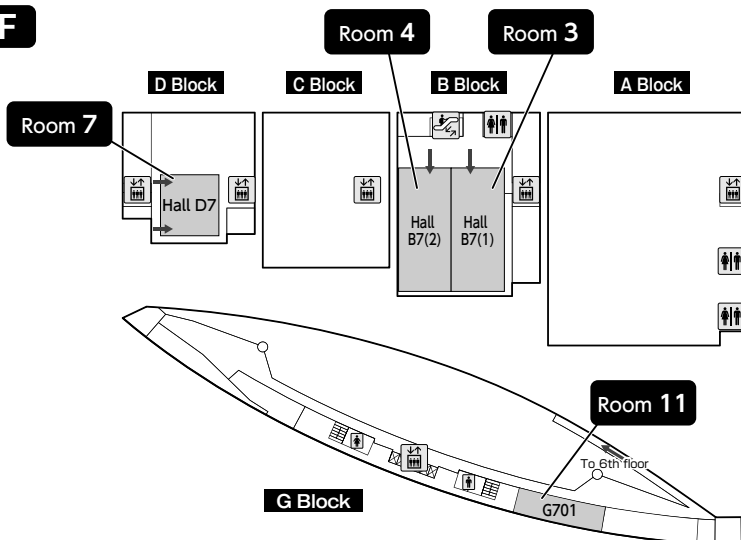 F
Room 4
Room 3
D Block
C Block
B Block
A Block
Room 7
Hall D7
Hall
B7(2)
Hall
B7(1)
Room 11
To 6th floor
G Block
G701